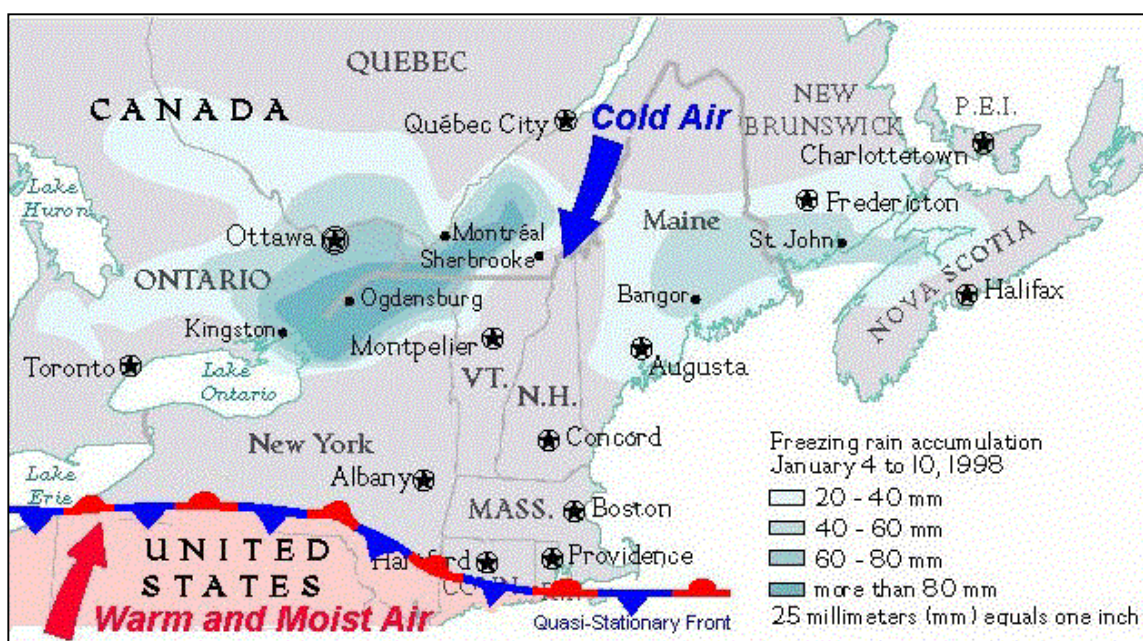 QUEBEC
CANADA
Québec City
Cold Air
NEW
BRUNSWICK
P.E.I.
Charlottetown
Lake
Huron
Ottawa
Montréal
Sherbrooke
Maine
Fredericton
St. John
ONTARIO
Ogdensburg
Bangor
NOVA SCOTIA
Halifax
Kingston
Montpelier
Toronto
Lake
Ontario
VT.
Augusta
N.H.
New York
Concord
Albany
Lake
Erie
MASS.
Boston
UNITED
STATES
Providence
Warm and Moist Air
Quasi-Stationary Front
Freezing rain accumulation
January 4 to 10, 1998
20 - 40 mm
40 - 60 mm
60 - 80 mm
more than 80 mm
25 millimeters (mm) equals one inch